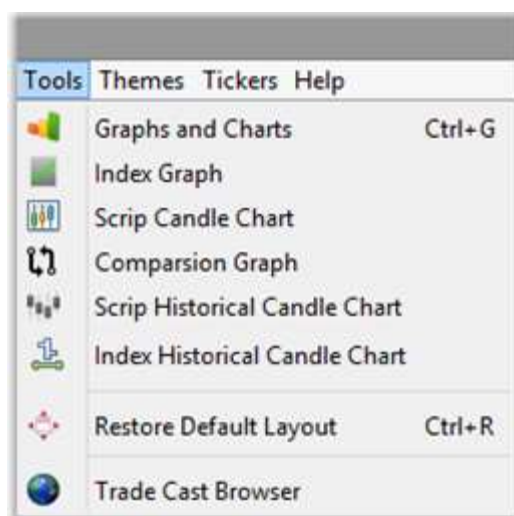 Tools Themes Tickers Help
Graphs and Charts Ctrl+G
Index Graph
Scrip Candle Chart
Comparsion Graph
Scrip Historical Candle Chart
Index Historical Candle Chart
Restore Default Layout Ctrl+R
Trade Cast Browser